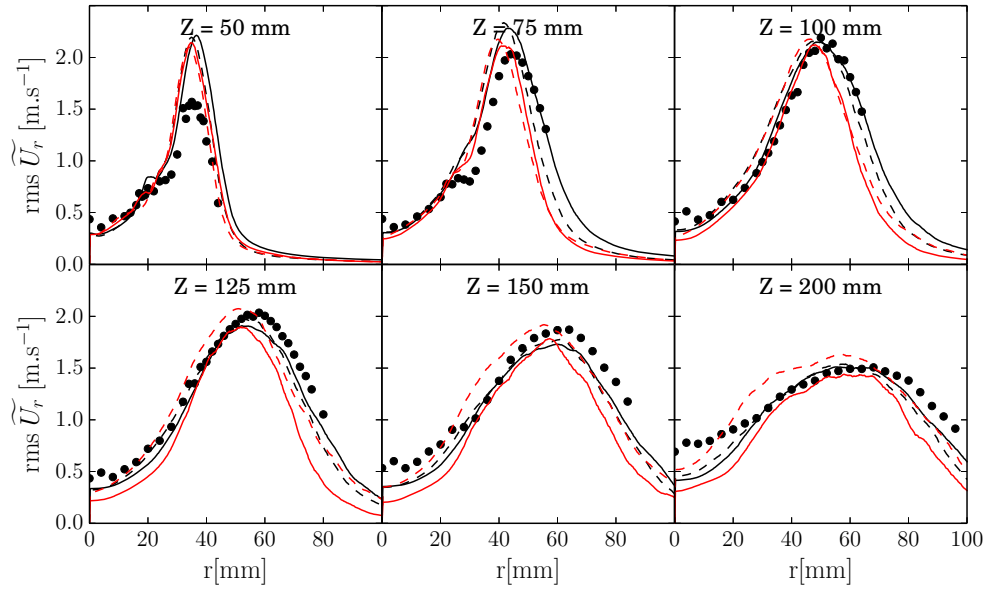 Z = 50 mm
Z = 75 mm
Z = 100 mm
rms Ũr [m.s⁻¹]
2.0
1.5
1.0
0.5
0.0
Z = 125 mm
Z = 150 mm
Z = 200 mm
rms Ũr [m.s⁻¹]
2.0
1.5
1.0
0.5
0.0
0 20 40 60 80
0 20 40 60 80
0 20 40 60 80 100
r[mm]
r[mm]
r[mm]